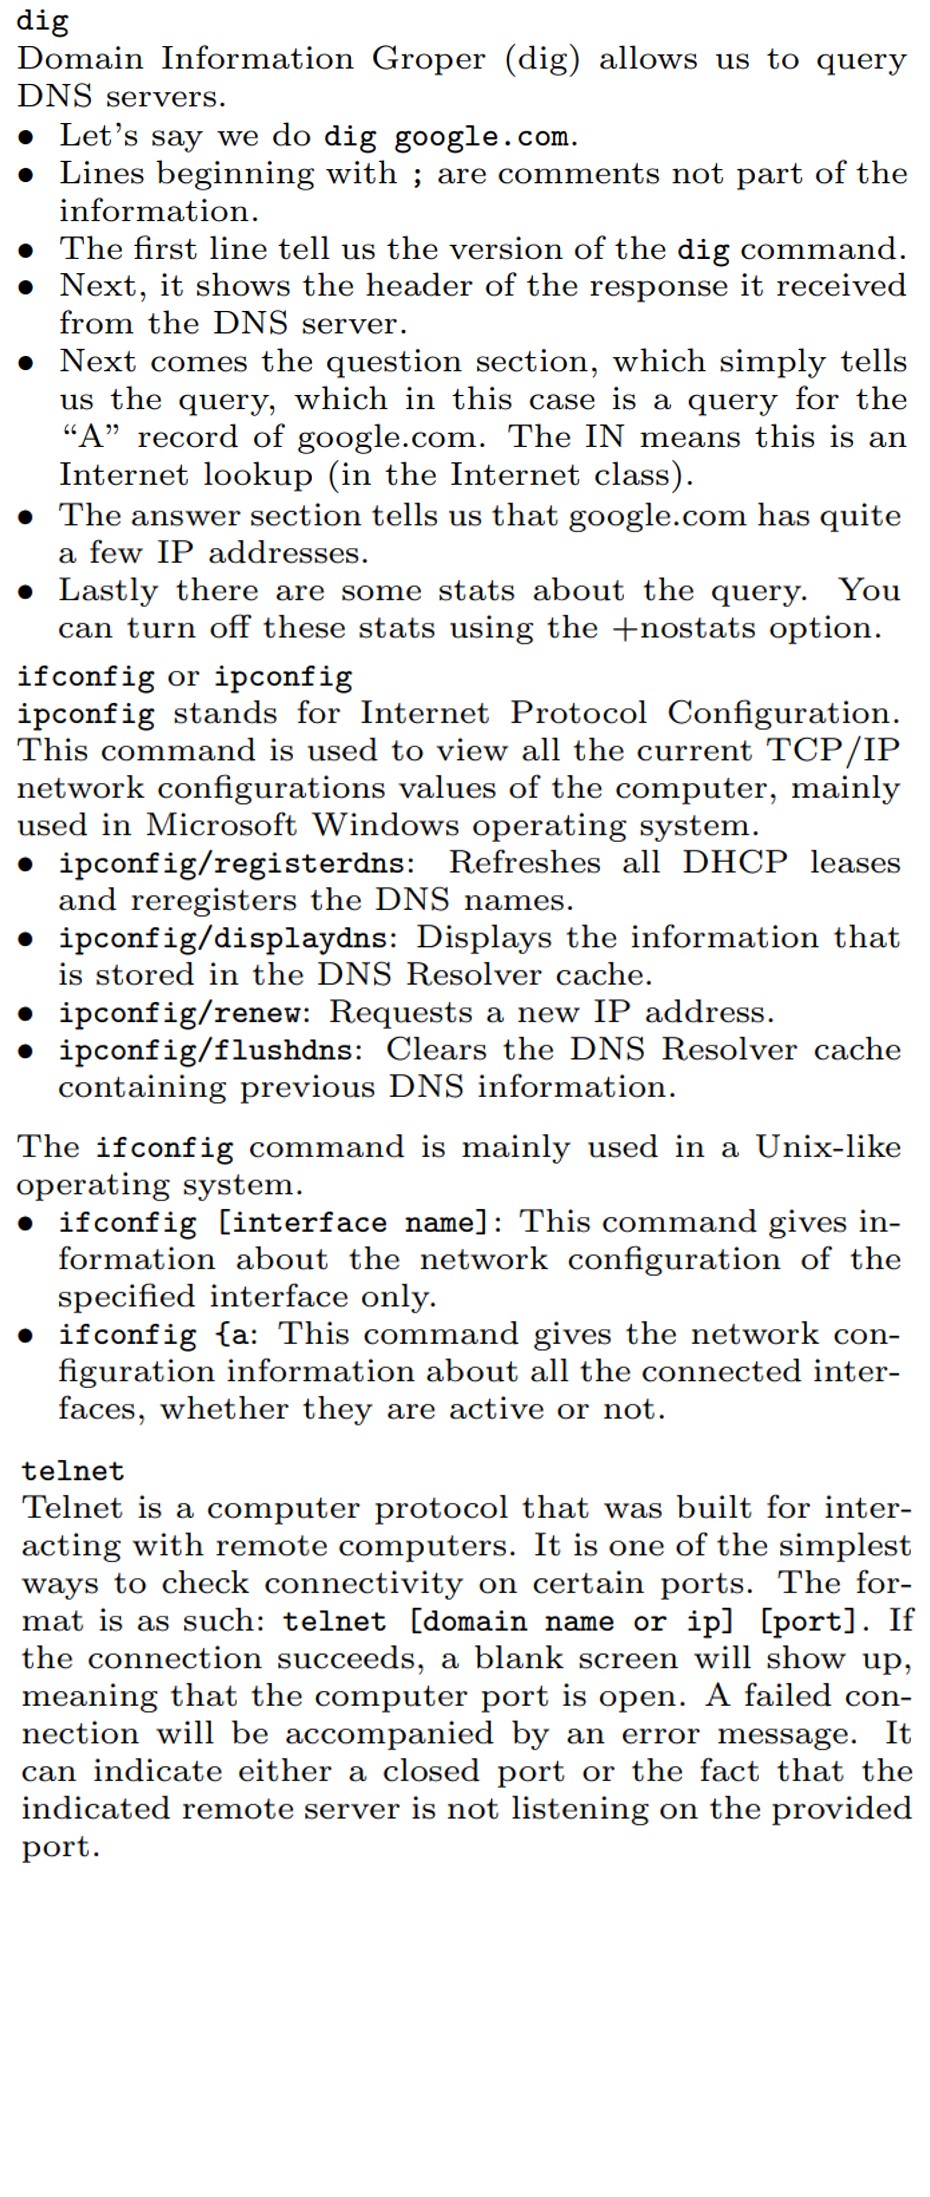 dig
Domain Information Groper (dig) allows us to query
DNS servers.
• Let's say we do dig google.com.
• Lines beginning with ; are comments not part of the
information.
• The first line tell us the version of the dig command.
• Next, it shows the header of the response it received
from the DNS server.
• Next comes the question section, which simply tells
us the query, which in this case is a query for the
“A” record of google.com. The IN means this is an
Internet lookup (in the Internet class).
• The answer section tells us that google.com has quite
a few IP addresses.
• Lastly there are some stats about the query. You
can turn off these stats using the +nostats option.
ifconfig or ipconfig
ipconfig stands for Internet Protocol Configuration.
This command is used to view all the current TCP/IP
network configurations values of the computer, mainly
used in Microsoft Windows operating system.
• ipconfig/registerdns: Refreshes all DHCP leases
and reregisters the DNS names.
• ipconfig/displaydns: Displays the information that
is stored in the DNS Resolver cache.
• ipconfig/renew: Requests a new IP address.
• ipconfig/flushdns: Clears the DNS Resolver cache
containing previous DNS information.
The ifconfig command is mainly used in a Unix-like
operating system.
• ifconfig [interface name]: This command gives in-
formation about the network configuration of the
specified interface only.
• ifconfig {a: This command gives the network con-
figuration information about all the connected inter-
faces, whether they are active or not.
telnet
Telnet is a computer protocol that was built for inter-
acting with remote computers. It is one of the simplest
ways to check connectivity on certain ports. The for-
mat is as such: telnet [domain name or ip] [port]. If
the connection succeeds, a blank screen will show up,
meaning that the computer port is open. A failed con-
nection will be accompanied by an error message. It
can indicate either a closed port or the fact that the
indicated remote server is not listening on the provided
port.